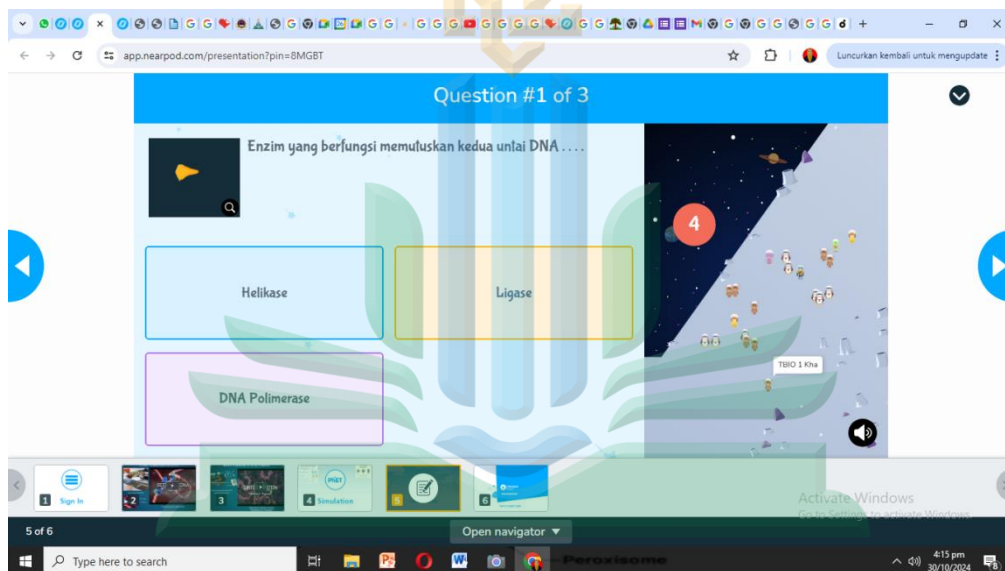 app.nearpod.com/presentation?pin=8MGBT
Luncurkan kembali untuk mengupdate
Question #1 of 3
Enzim yang berfungsi memutuskan kedua untai DNA . . . .
4
Helikase
Ligase
DNA Polimerase
TBIO 1 Kha
1 Sign In
2
3
4 Simulation
5
6
Activate Windows
Go to Settings to activate Windows.
5 of 6
Open navigator
Type here to search
Peroxisome
4:15 pm
30/10/2024